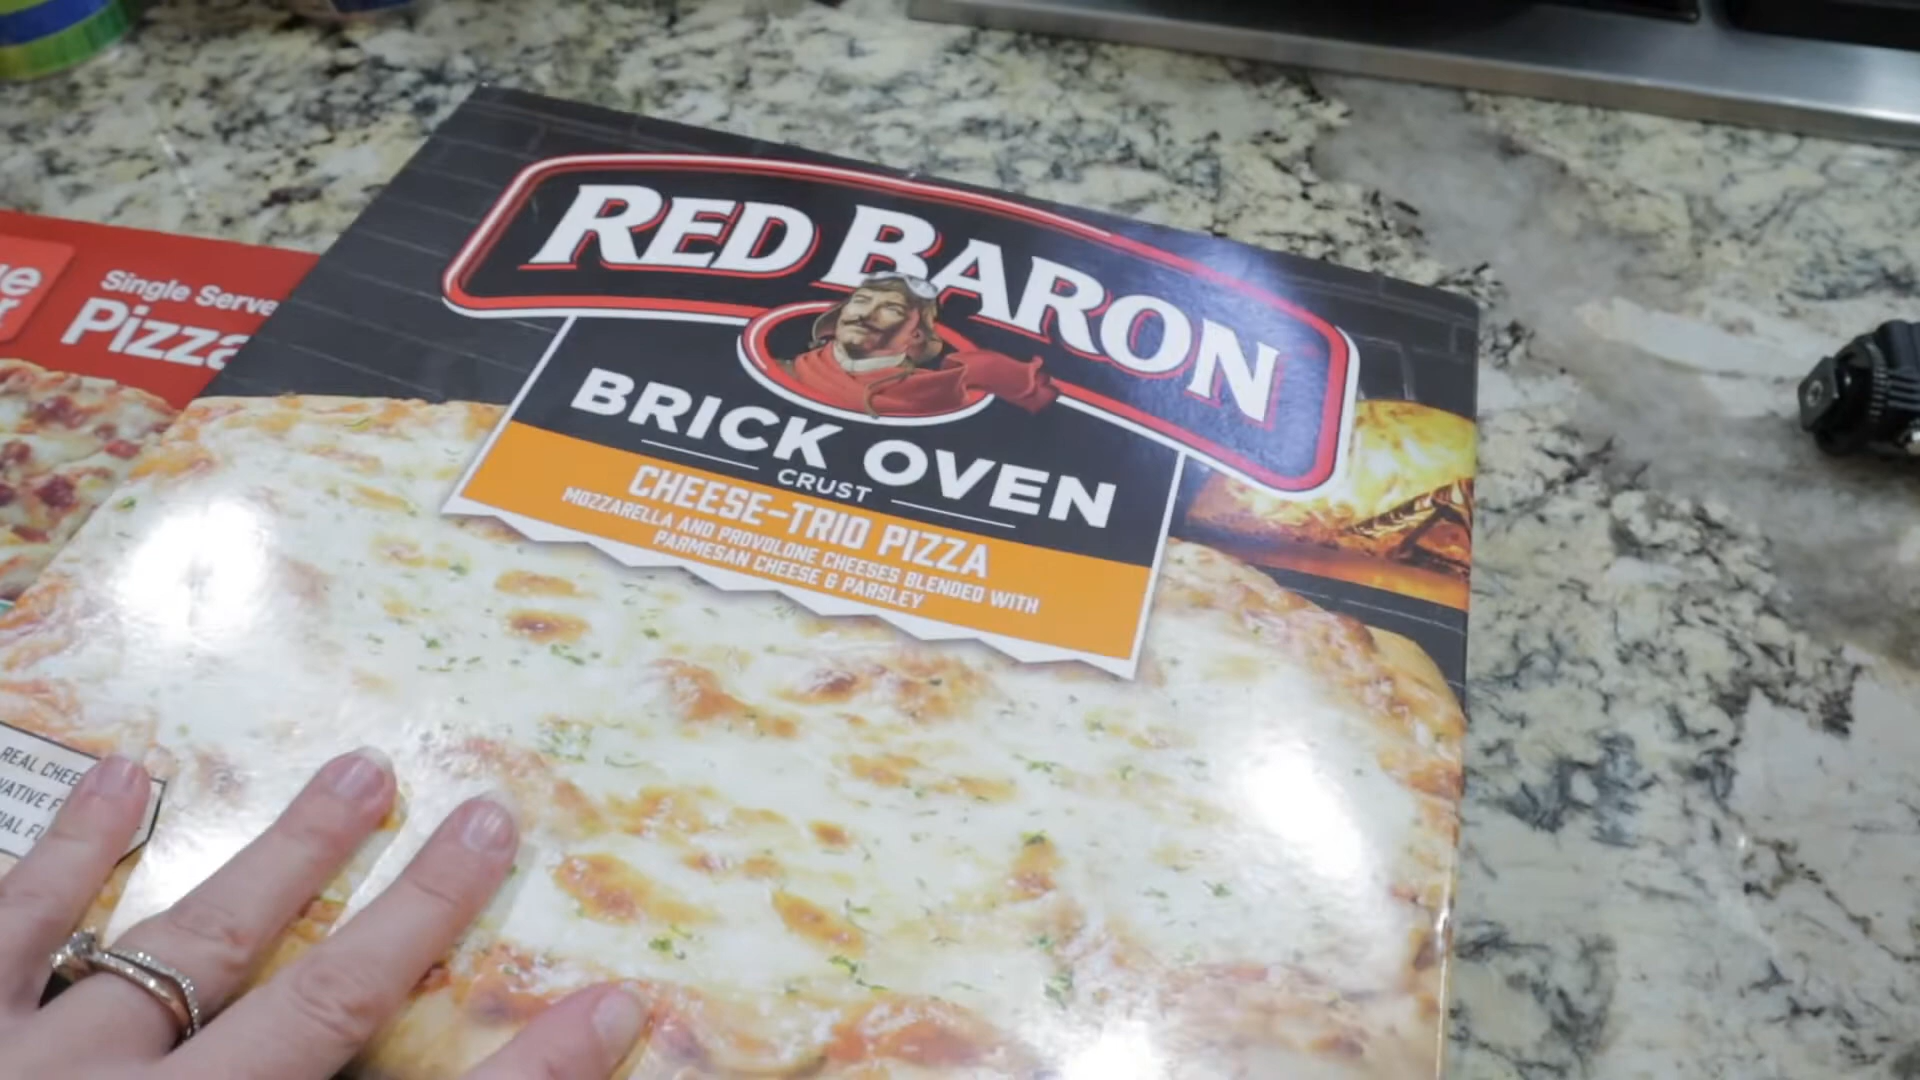 Single Serve
Pizza
RED BARON
BRICK OVEN
CRUST
CHEESE-TRIO PIZZA
MOZZARELLA AND PROVOLONE CHEESES BLENDED WITH
PARMESAN CHEESE & PARSLEY
REAL